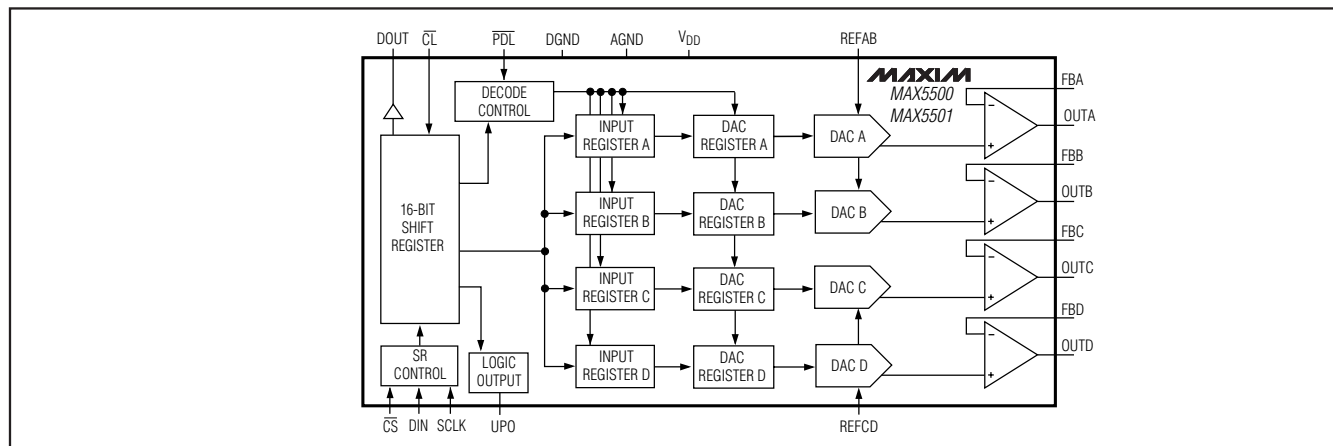 DOUT CL PDL DGND AGND VDD REFAB
MAXIM
MAX5500
MAX5501
DECODE
CONTROL
16-BIT
SHIFT
REGISTER
SR
CONTROL
LOGIC
OUTPUT
INPUT
REGISTER A
DAC
REGISTER A
DAC A
INPUT
REGISTER B
DAC
REGISTER B
DAC B
INPUT
REGISTER C
DAC
REGISTER C
DAC C
INPUT
REGISTER D
DAC
REGISTER D
DAC D
FBA
-
+
OUTA
FBB
-
+
OUTB
FBC
-
+
OUTC
FBD
-
+
OUTD
CS DIN SCLK UPO REFCD